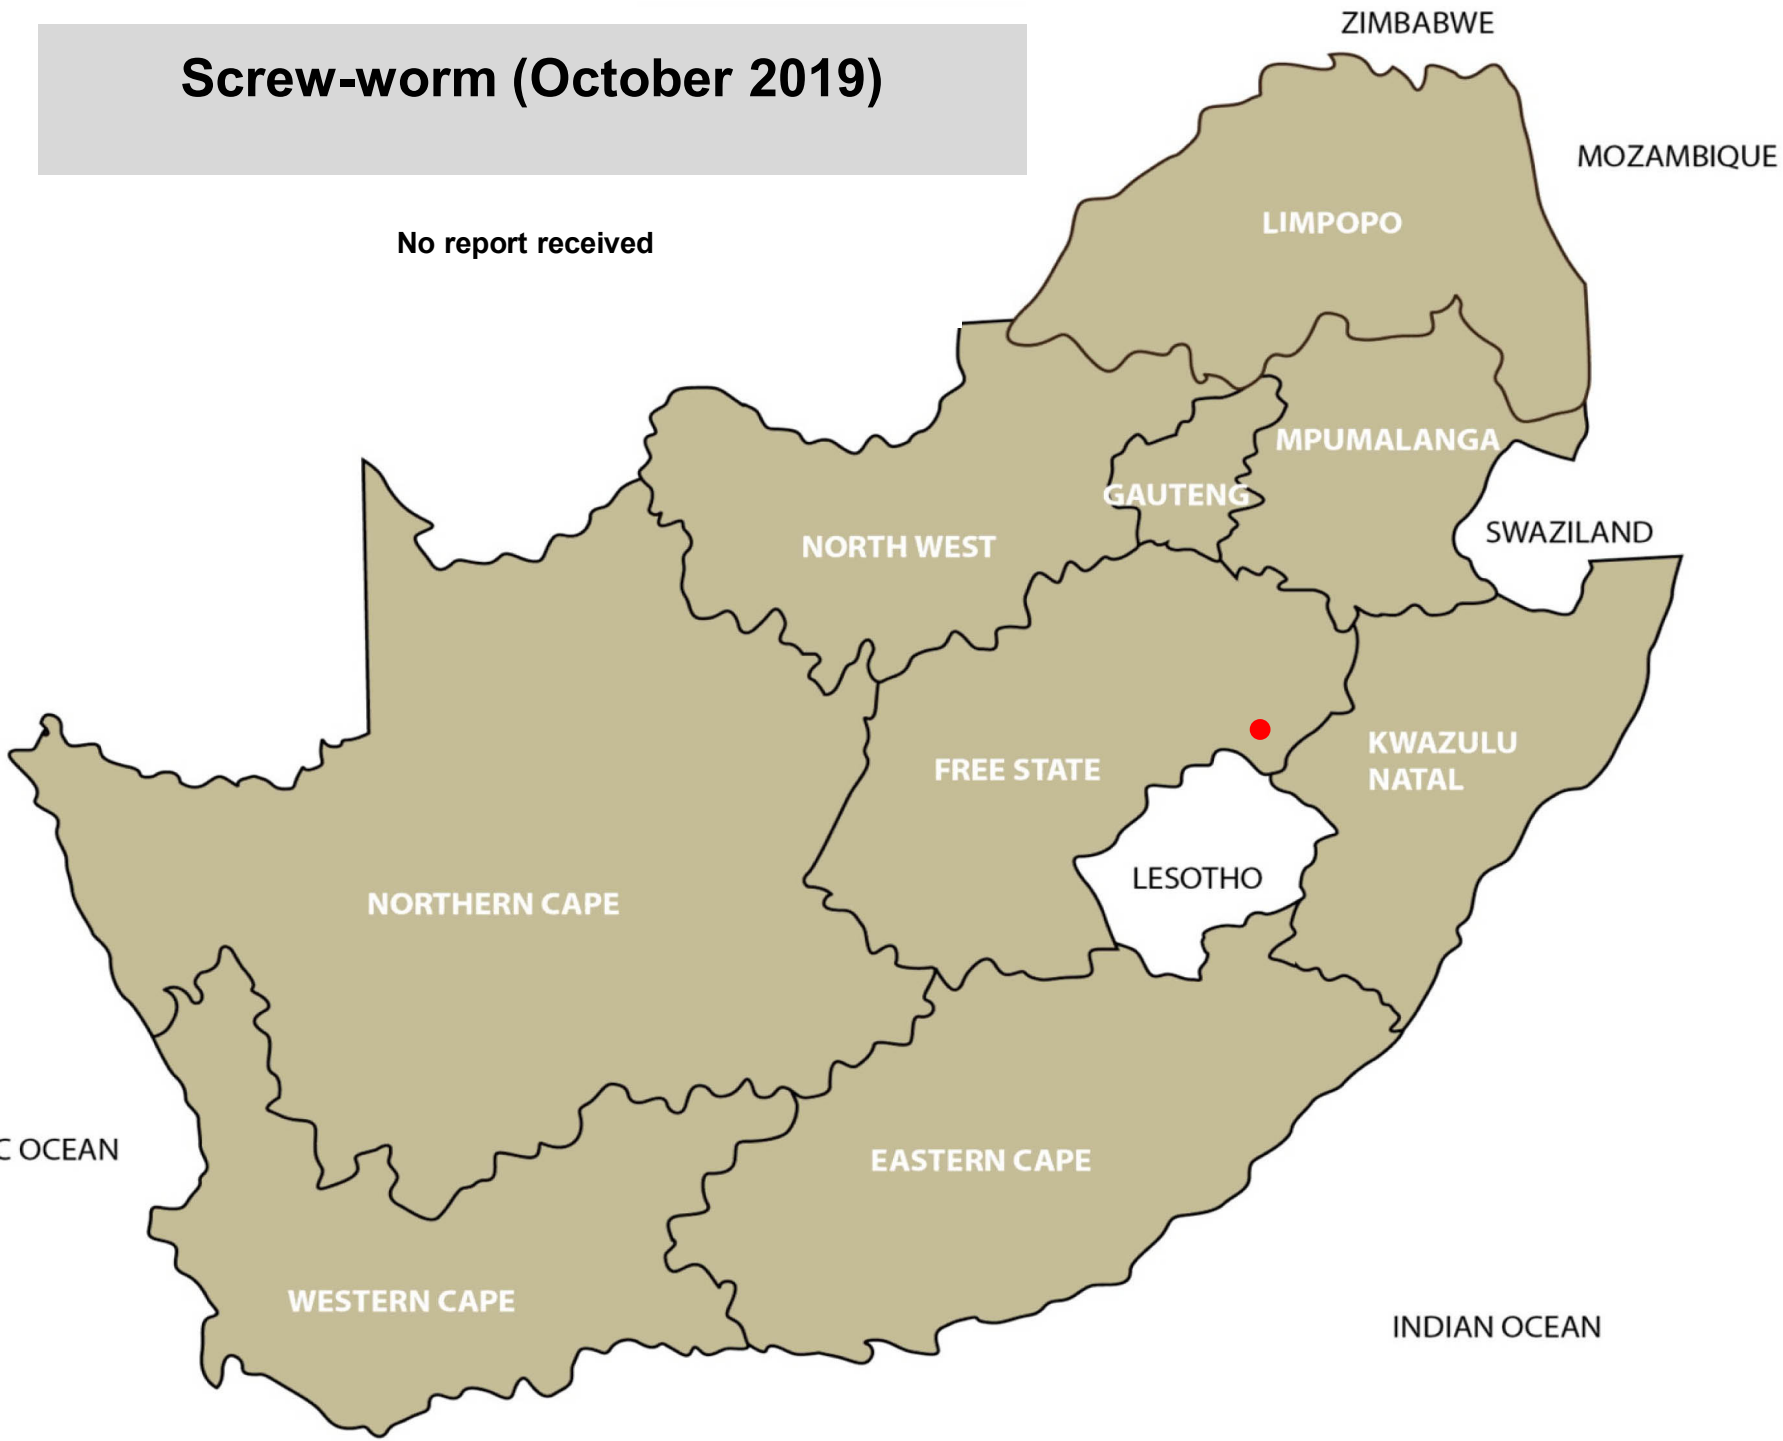 Screw-worm (October 2019)
No report received
ZIMBABWE
MOZAMBIQUE
LIMPOPO
MPUMALANGA
GAUTENG
SWAZILAND
NORTH WEST
KWAZULU
NATAL
FREE STATE
LESOTHO
NORTHERN CAPE
C OCEAN
EASTERN CAPE
WESTERN CAPE
INDIAN OCEAN